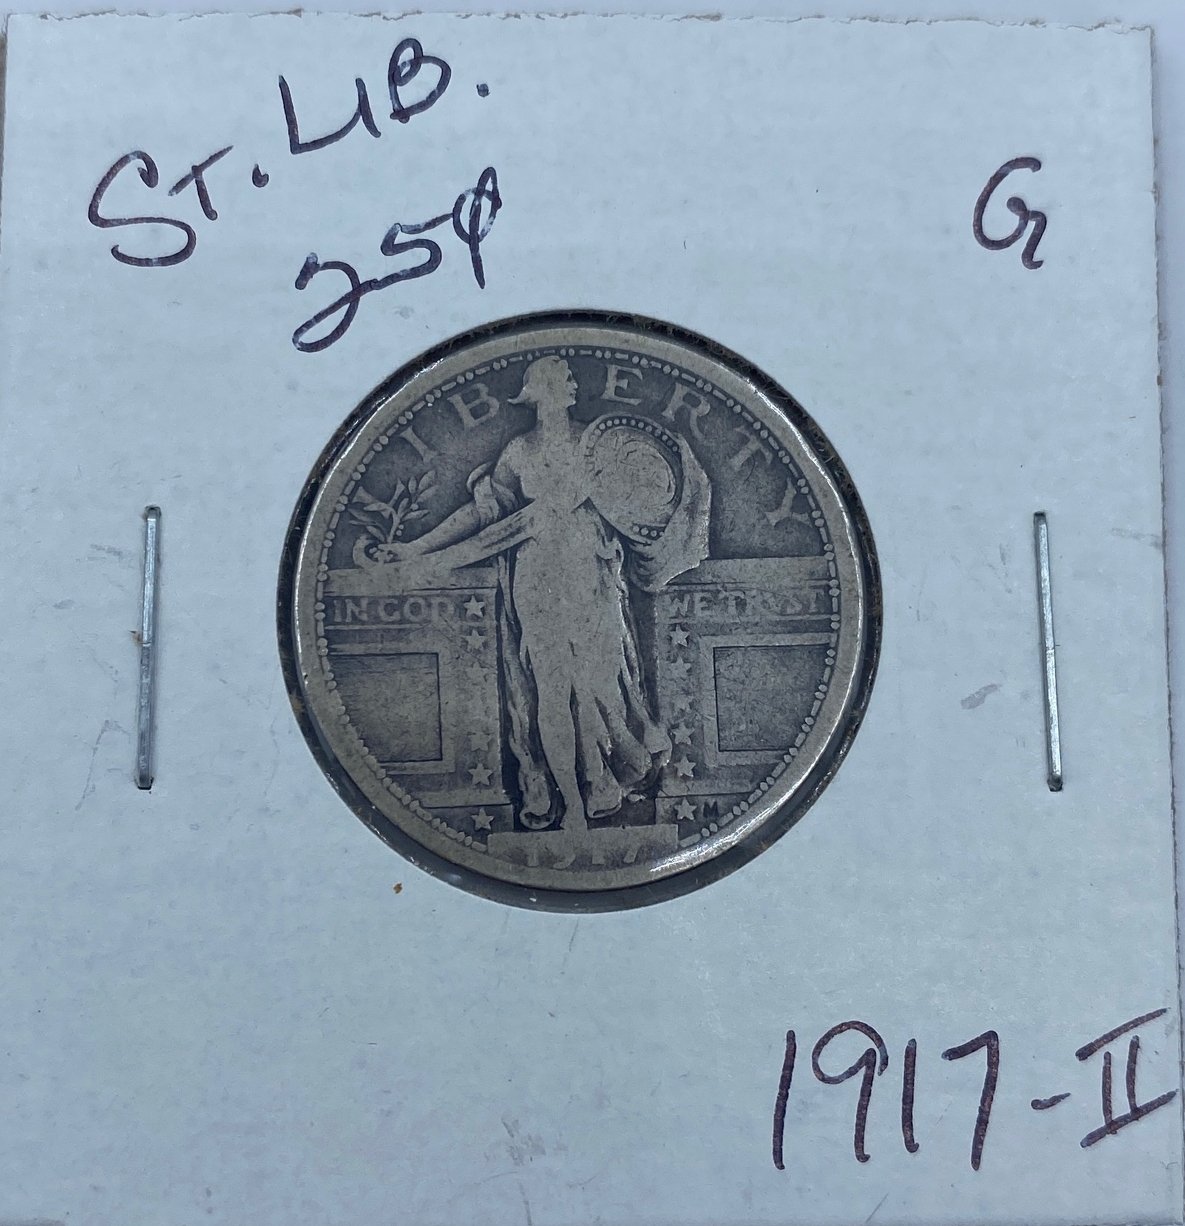 ST. LIB.
25¢
G
LIBERTY
IN GOD WE TRUST
M
1917
1917-II